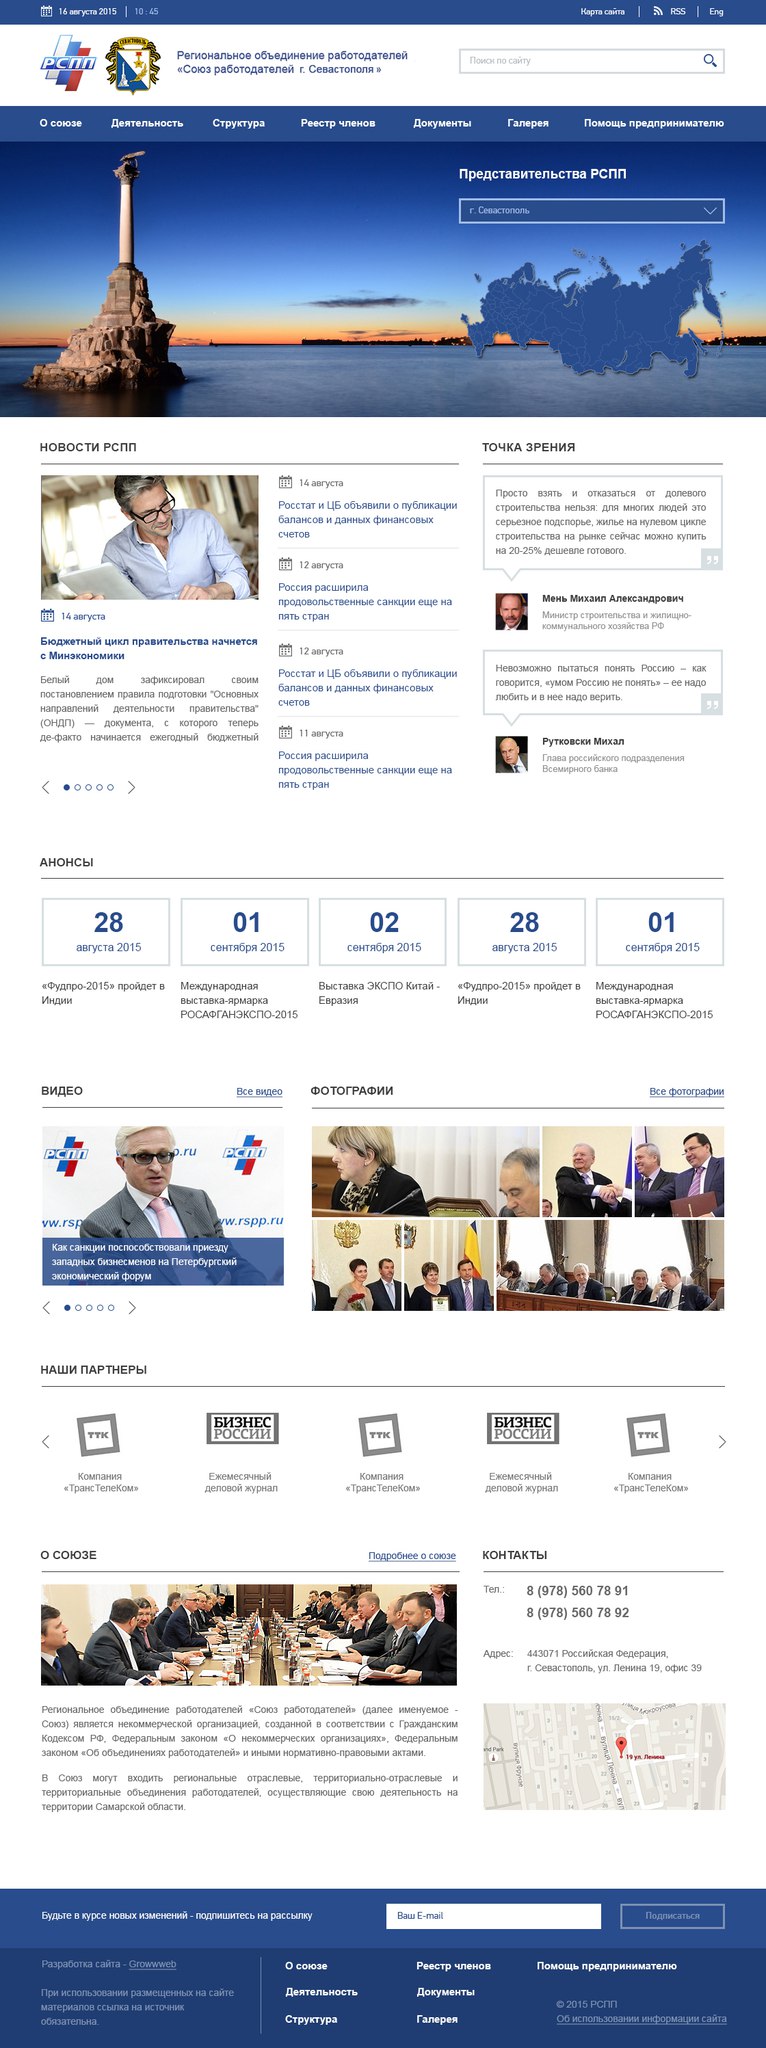 16 августа 2015
10 : 45
Карта сайта
RSS
Eng
РСПП
СЕВАСТОПОЛЬ
Региональное объединение работодателей
«Союз работодателей г. Севастополя »
Поиск по сайту
О союзе
Деятельность
Структура
Реестр членов
Документы
Галерея
Помощь предпринимателю
Представительства РСПП
г. Севастополь
НОВОСТИ РСПП
14 августа
Бюджетный цикл правительства начнется
с Минэкономики
Белый дом зафиксировал своим
постановлением правила подготовки "Основных
направлений деятельности правительства"
(ОНДП) — документа, с которого теперь
де-факто начинается ежегодный бюджетный
14 августа
Росстат и ЦБ объявили о публикации
балансов и данных финансовых
счетов
12 августа
Россия расширила
продовольственные санкции еще на
пять стран
12 августа
Росстат и ЦБ объявили о публикации
балансов и данных финансовых
счетов
11 августа
Россия расширила
продовольственные санкции еще на
пять стран
ТОЧКА ЗРЕНИЯ
Просто взять и отказаться от долевого
строительства нельзя: для многих людей это
серьезное подспорье, жилье на нулевом цикле
строительства на рынке сейчас можно купить
на 20-25% дешевле готового.
Мень Михаил Александрович
Министр строительства и жилищно-
коммунального хозяйства РФ
Невозможно пытаться понять Россию – как
говорится, «умом Россию не понять» – ее надо
любить и в нее надо верить.
Рутковски Михал
Глава российского подразделения
Всемирного банка
АНОНСЫ
28
августа 2015
«Фудпро-2015» пройдет в
Индии
01
сентября 2015
Международная
выставка-ярмарка
РОСАФГАНЭКСПО-2015
02
сентября 2015
Выставка ЭКСПО Китай -
Евразия
28
августа 2015
«Фудпро-2015» пройдет в
Индии
01
сентября 2015
Международная
выставка-ярмарка
РОСАФГАНЭКСПО-2015
ВИДЕО
Все видео
РСПП
p.ru
РСПП
vw.rspp.ru
vw.rspp.ru
Как санкции поспособствовали приезду
западных бизнесменов на Петербургский
экономический форум
ФОТОГРАФИИ
Все фотографии
НАШИ ПАРТНЕРЫ
ТТК
Компания
«ТрансТелеКом»
БИЗНЕС
РОССИИ
Ежемесячный
деловой журнал
ТТК
Компания
«ТрансТелеКом»
БИЗНЕС
РОССИИ
Ежемесячный
деловой журнал
ТТК
Компания
«ТрансТелеКом»
О СОЮЗЕ
Подробнее о союзе
Региональное объединение работодателей «Союз работодателей» (далее именуемое -
Союз) является некоммерческой организацией, созданной в соответствии с Гражданским
Кодексом РФ, Федеральным законом «О некоммерческих организациях», Федеральным
законом «Об объединениях работодателей» и иными нормативно-правовыми актами.
В Союз могут входить региональные отраслевые, территориально-отраслевые и
территориальные объединения работодателей, осуществляющие свою деятельность на
территории Самарской области.
КОНТАКТЫ
Тел.:
8 (978) 560 78 91
8 (978) 560 78 92
Адрес:
443071 Российская Федерация,
г. Севастополь, ул. Ленина 19, офис 39
nd Park
вулиця Леніна
19 ул. Ленина
Будьте в курсе новых изменений - подпишитесь на рассылку
Ваш E-mail
Подписаться
Разработка сайта - Growwweb
При использовании размещенных на сайте
материалов ссылка на источник
обязательна.
О союзе
Деятельность
Структура
Реестр членов
Документы
Галерея
Помощь предпринимателю
© 2015 РСПП
Об использовании информации сайта